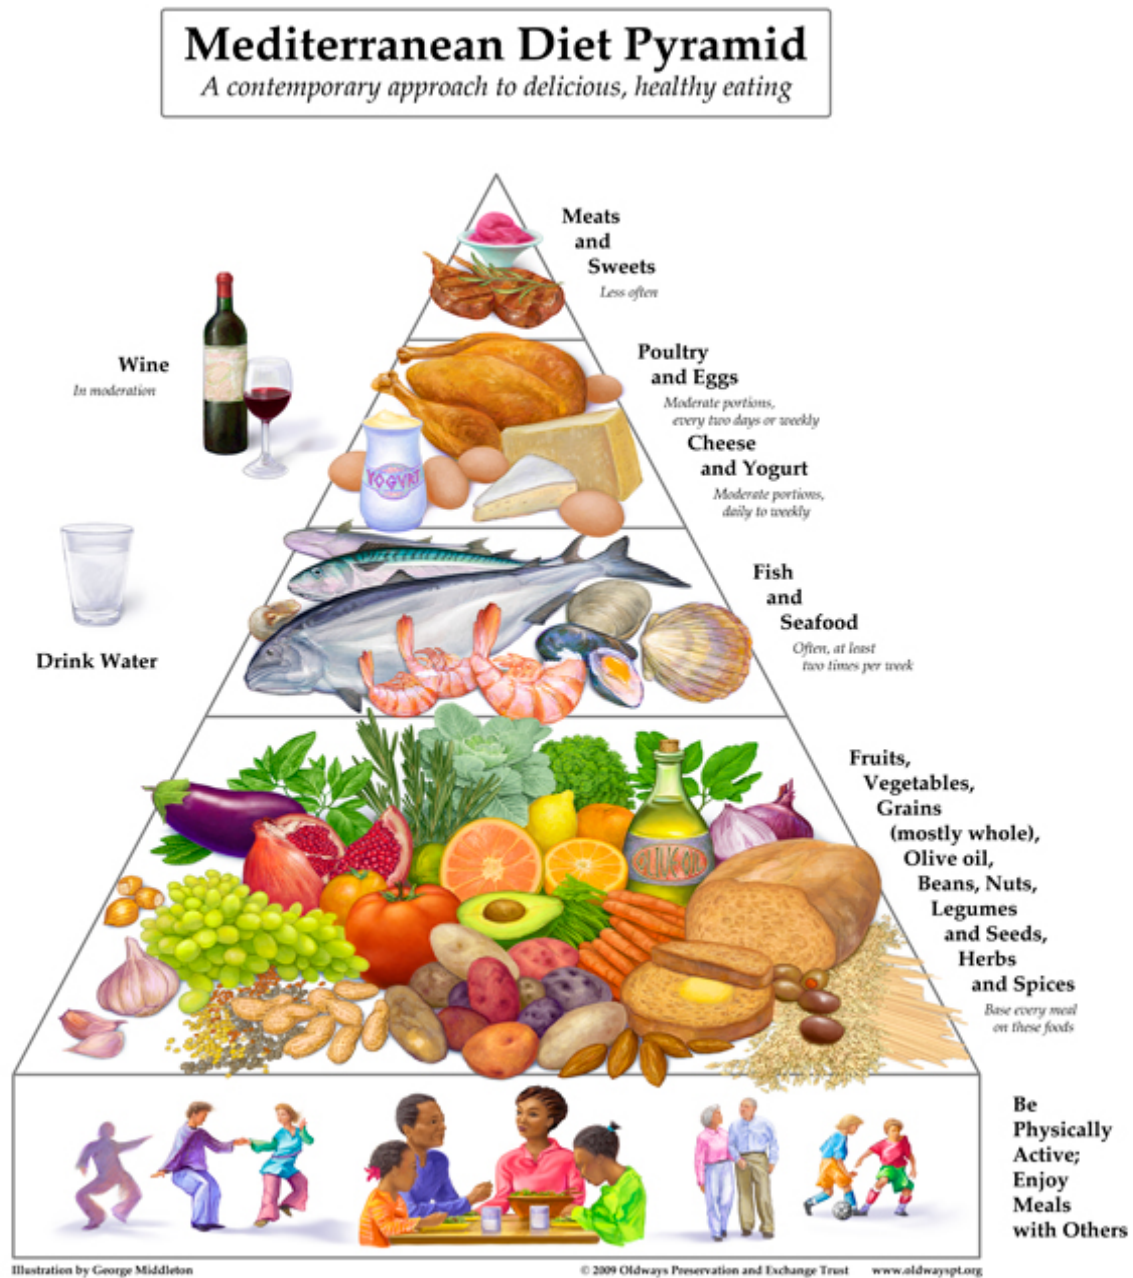 Mediterranean Diet Pyramid
A contemporary approach to delicious, healthy eating
Meats
and
Sweets
Less often
Wine
In moderation
Poultry
and Eggs
Moderate portions,
every two days or weekly
Cheese
and Yogurt
Moderate portions,
daily to weekly
YOGURT
Drink Water
Fish
and
Seafood
Often, at least
two times per week
Fruits,
Vegetables,
Grains
(mostly whole),
Olive oil,
Beans, Nuts,
Legumes
and Seeds,
Herbs
and Spices
Base every meal
on these foods
OLIVE OIL
Be
Physically
Active;
Enjoy
Meals
with Others
Illustration by George Middleton
© 2009 Oldways Preservation and Exchange Trust www.oldwayspt.org